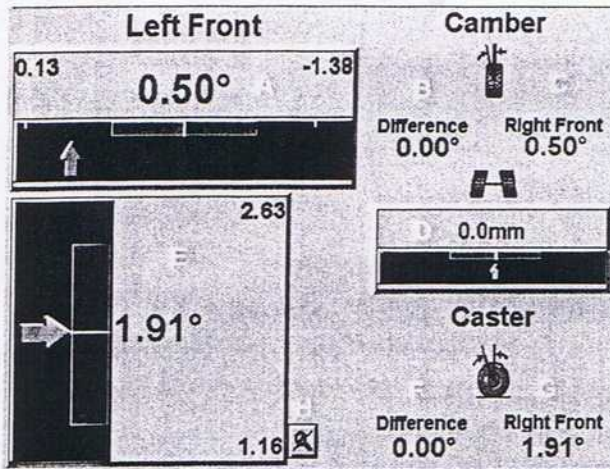 Left Front
0.13
-1.38
0.50°
A
Camber
B
C
Difference
Right Front
0.00°
0.50°
D
0.0mm
2.63
E
1.91°
1.16
Caster
F
Difference
Right Front
0.00°
1.91°